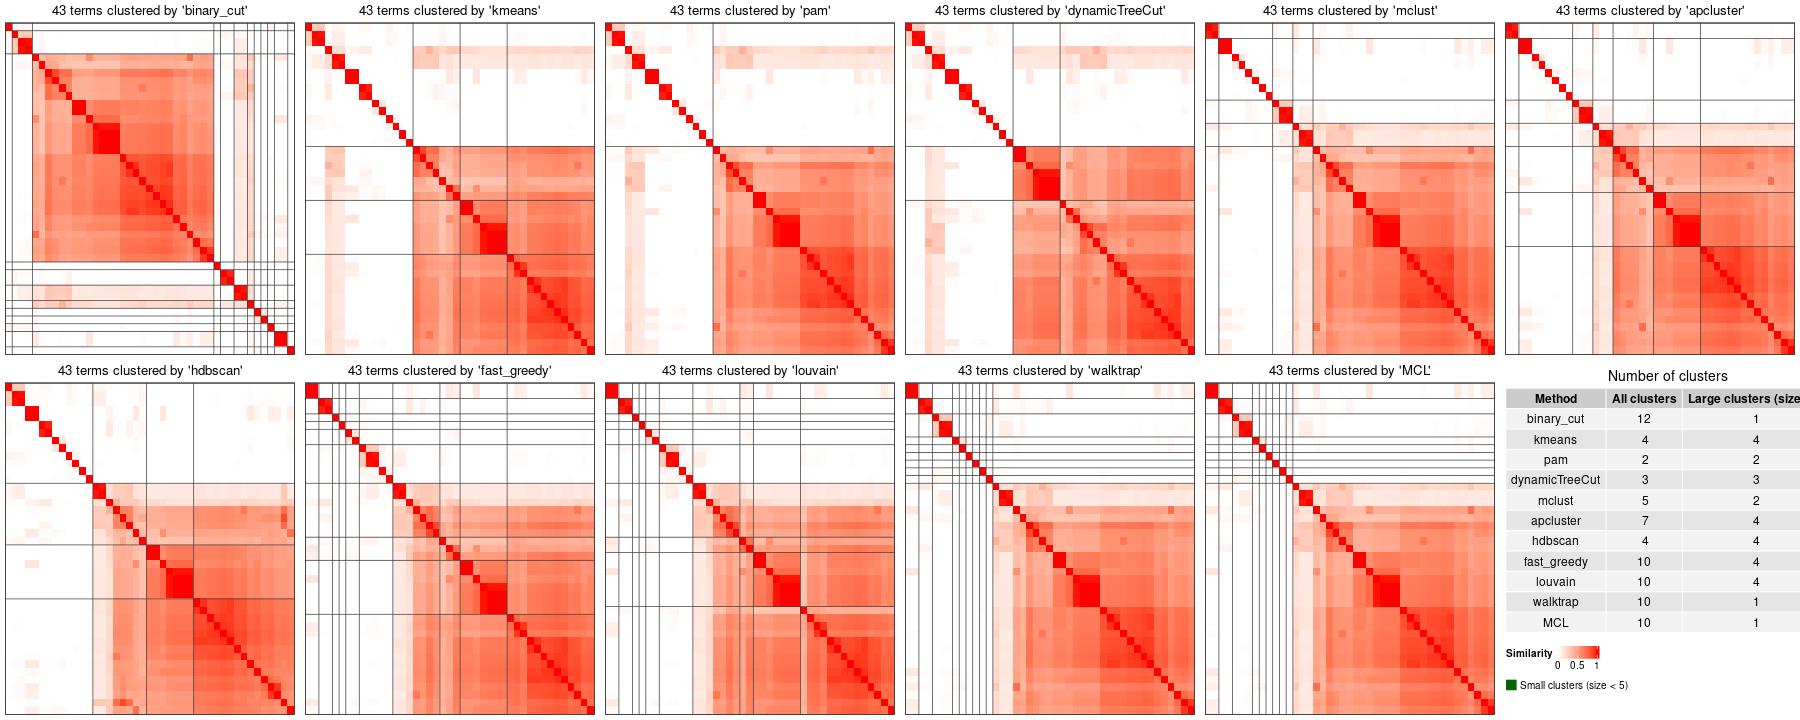 43 terms clustered by 'binary_cut'
43 terms clustered by 'kmeans'
43 terms clustered by 'pam'
43 terms clustered by 'dynamicTreeCut'
43 terms clustered by 'mclust'
43 terms clustered by 'apcluster'
43 terms clustered by 'hdbscan'
43 terms clustered by 'fast_greedy'
43 terms clustered by 'louvain'
43 terms clustered by 'walktrap'
43 terms clustered by 'MCL'
Number of clusters
Method All clusters Large clusters (size
binary_cut 12 1
kmeans 4 4
pam 2 2
dynamicTreeCut 3 3
mclust 5 2
apcluster 7 4
hdbscan 4 4
fast_greedy 10 4
louvain 10 4
walktrap 10 1
MCL 10 1
Similarity
0 0.5 1
Small clusters (size < 5)